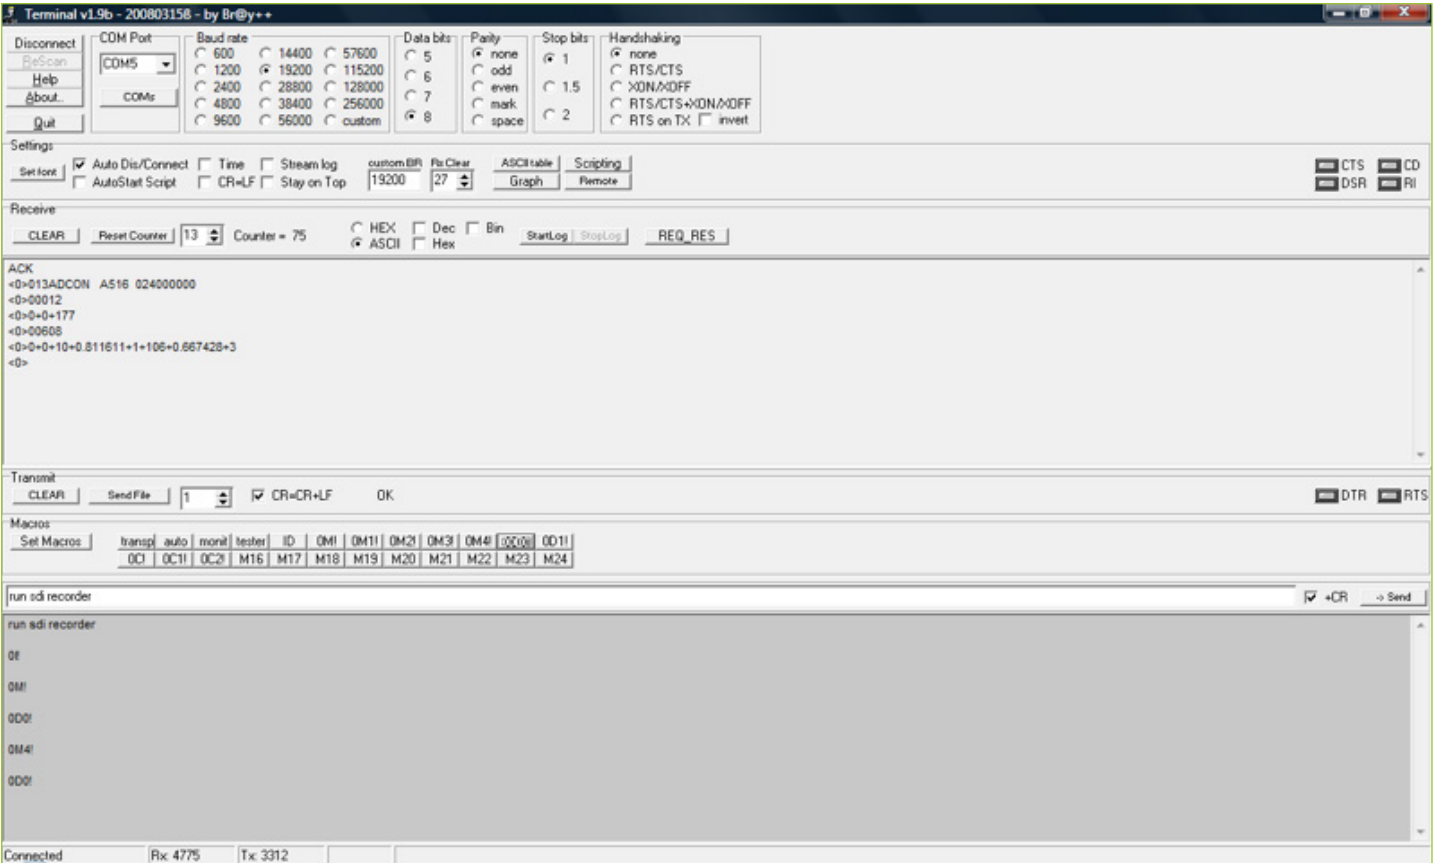 Terminal v1.9b - 20080315ß - by Br@y++
Disconnect
ReScan
Help
About..
Quit
COM Port
COM5
COMs
Baud rate
600 14400 57600
1200 19200 115200
2400 28800 128000
4800 38400 256000
9600 56000 custom
Data bits
5
6
7
8
Parity
none
odd
even
mark
space
Stop bits
1
1.5
2
Handshaking
none
RTS/CTS
XON/XOFF
RTS/CTS+XON/XOFF
RTS on TX invert
Settings
Set font
Auto Dis/Connect Time Stream log
AutoStart Script CR=LF Stay on Top
custom BR Rx Clear
19200 27
ASCII table Scripting
Graph Remote
CTS CD
DSR RI
Receive
CLEAR Reset Counter 13 Counter = 75
HEX Dec Bin
ASCII Hex
StartLog StopLog REQ_RES
ACK
<0>013ADCON A516 024000000
<0>00012
<0>0+0+177
<0>00608
<0>0+0+10+0.811611+1+106+0.667428+3
<0>
Transmit
CLEAR Send File 1 CR=CR+LF OK
DTR RTS
Macros
Set Macros
transp auto monit tester ID 0M! 0M1! 0M2! 0M3! 0M4! 0D0! 0D1!
0C! 0C1! 0C2! M16 M17 M18 M19 M20 M21 M22 M23 M24
run sdi recorder +CR -> Send
run sdi recorder
0I!
0M!
0D0!
0M4!
0D0!
Connected Rx: 4775 Tx: 3312